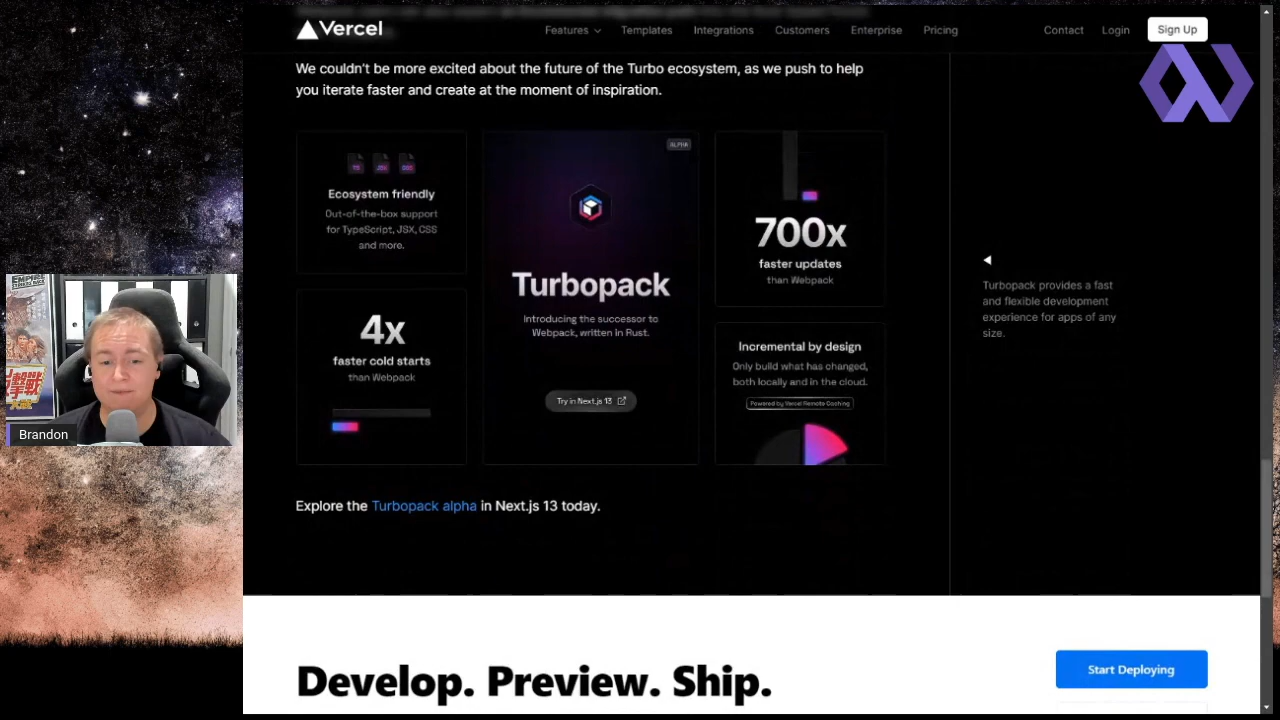 Vercel
Features
Templates
Integrations
Customers
Enterprise
Pricing
Contact
Login
Sign Up
We couldn't be more excited about the future of the Turbo ecosystem, as we push to help
you iterate faster and create at the moment of inspiration.
TS
JSX
CSS
Ecosystem friendly
Out-of-the-box support
for TypeScript, JSX, CSS
and more.
4x
faster cold starts
than Webpack
ALPHA
Turbopack
Introducing the successor to
Webpack, written in Rust.
Try in Next.js 13
700x
faster updates
than Webpack
Incremental by design
Only build what has changed,
both locally and in the cloud.
Powered by Vercel Remote Caching
Turbopack provides a fast
and flexible development
experience for apps of any
size.
Explore the Turbopack alpha in Next.js 13 today.
Develop. Preview. Ship.
Start Deploying
Brandon